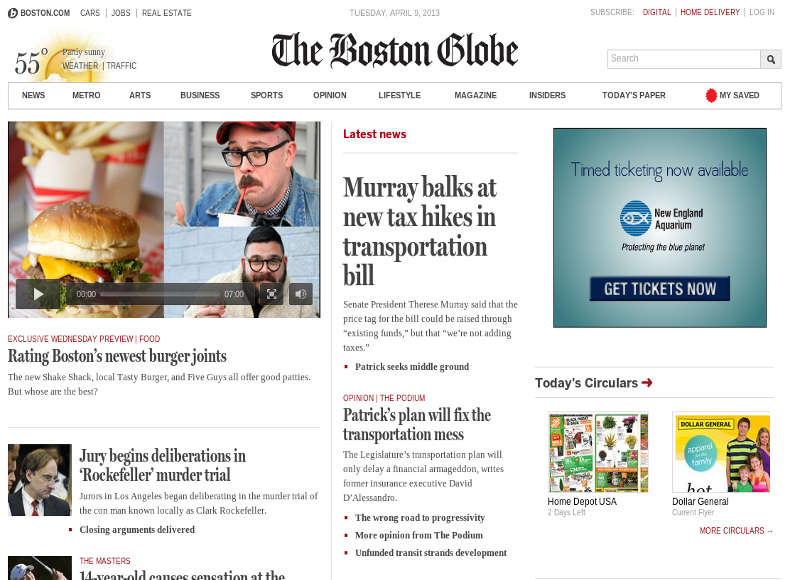 BOSTON.COM CARS JOBS REAL ESTATE
TUESDAY, APRIL 9, 2013
SUBSCRIBE: DIGITAL HOME DELIVERY LOG IN
55°
Partly sunny
WEATHER TRAFFIC
The Boston Globe
Search
NEWS METRO ARTS BUSINESS SPORTS OPINION LIFESTYLE MAGAZINE INSIDERS TODAY'S PAPER MY SAVED
00:00 07:00
EXCLUSIVE WEDNESDAY PREVIEW | FOOD
Rating Boston's newest burger joints
The new Shake Shack, local Tasty Burger, and Five Guys all offer good patties.
But whose are the best?
Jury begins deliberations in
'Rockefeller' murder trial
Jurors in Los Angeles began deliberating in the murder trial of
the con man known locally as Clark Rockefeller.
Closing arguments delivered
THE MASTERS
14-year-old causes sensation at the
Latest news
Murray balks at
new tax hikes in
transportation
bill
Senate President Therese Murray said that the
price tag for the bill could be raised through
“existing funds,” but that “we're not adding
taxes.”
Patrick seeks middle ground
OPINION | THE PODIUM
Patrick's plan will fix the
transportation mess
The Legislature's transportation plan will
only delay a financial armageddon, writes
former insurance executive David
D'Alessandro.
The wrong road to progressivity
More opinion from The Podium
Unfunded transit strands development
Timed ticketing now available
New England
Aquarium
Protecting the blue planet
GET TICKETS NOW
Today's Circulars ➔
DOLLAR GENERAL
apparel
for the
family
hot
Home Depot USA
2 Days Left
Dollar General
Current Flyer
MORE CIRCULARS →